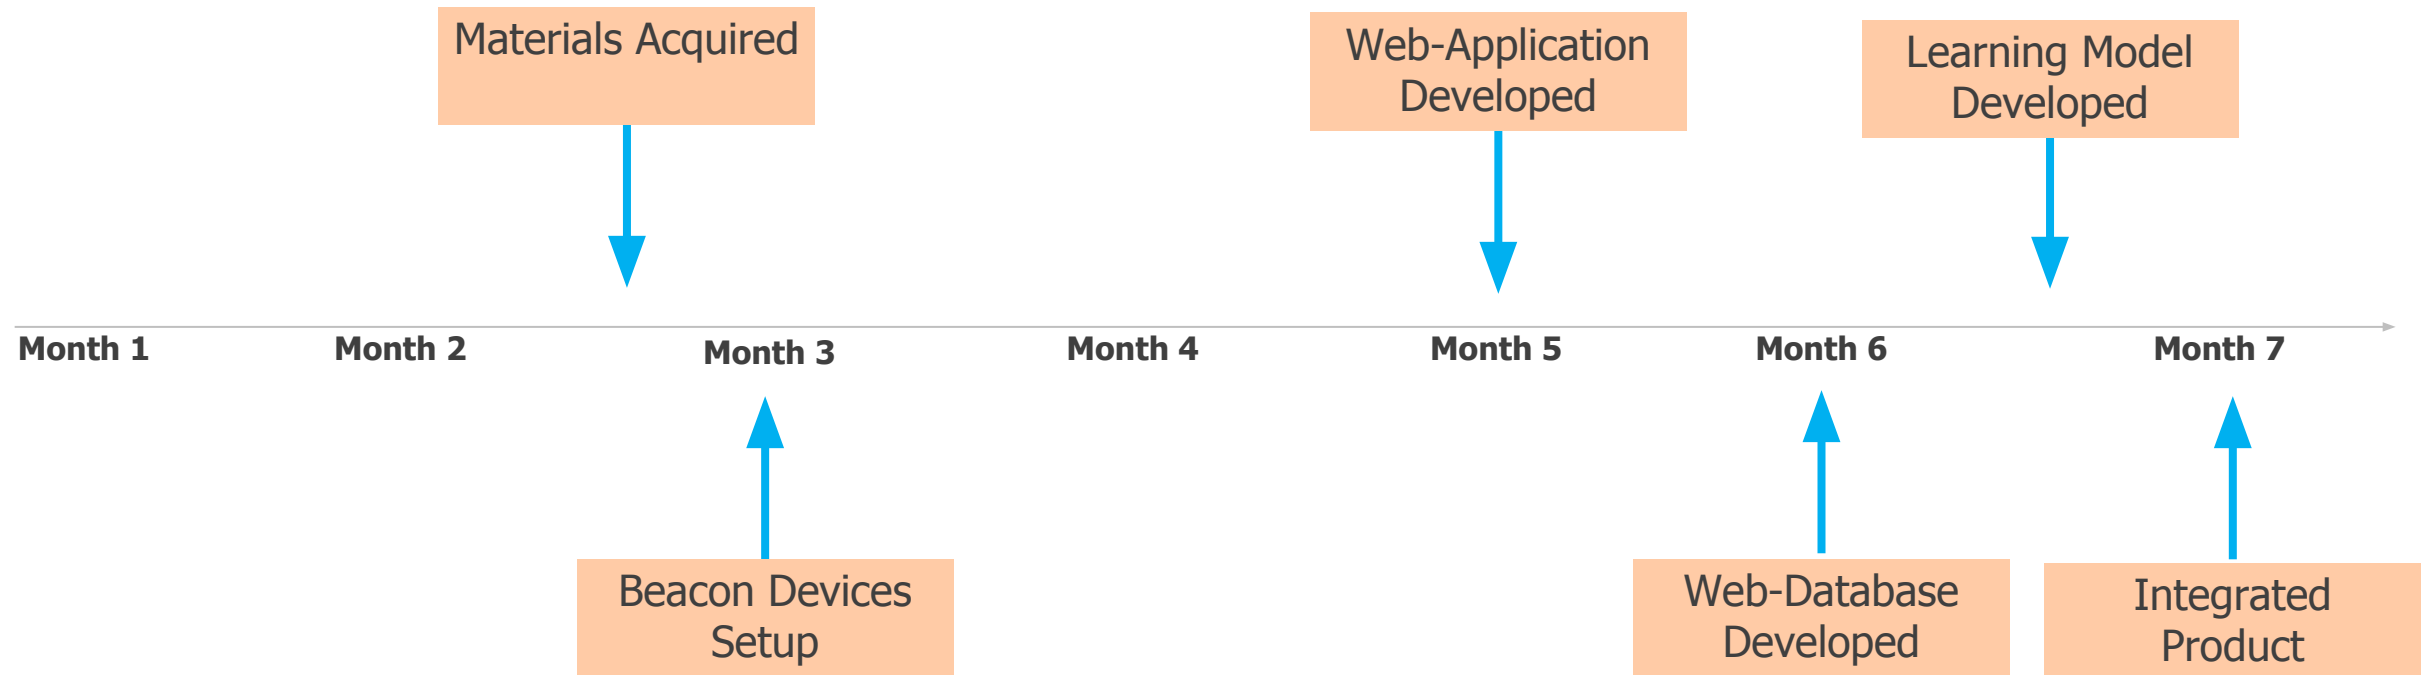 Materials Acquired
Web-Application
Developed
Learning Model
Developed
Month 1
Month 2
Month 3
Month 4
Month 5
Month 6
Month 7
Beacon Devices
Setup
Web-Database
Developed
Integrated
Product